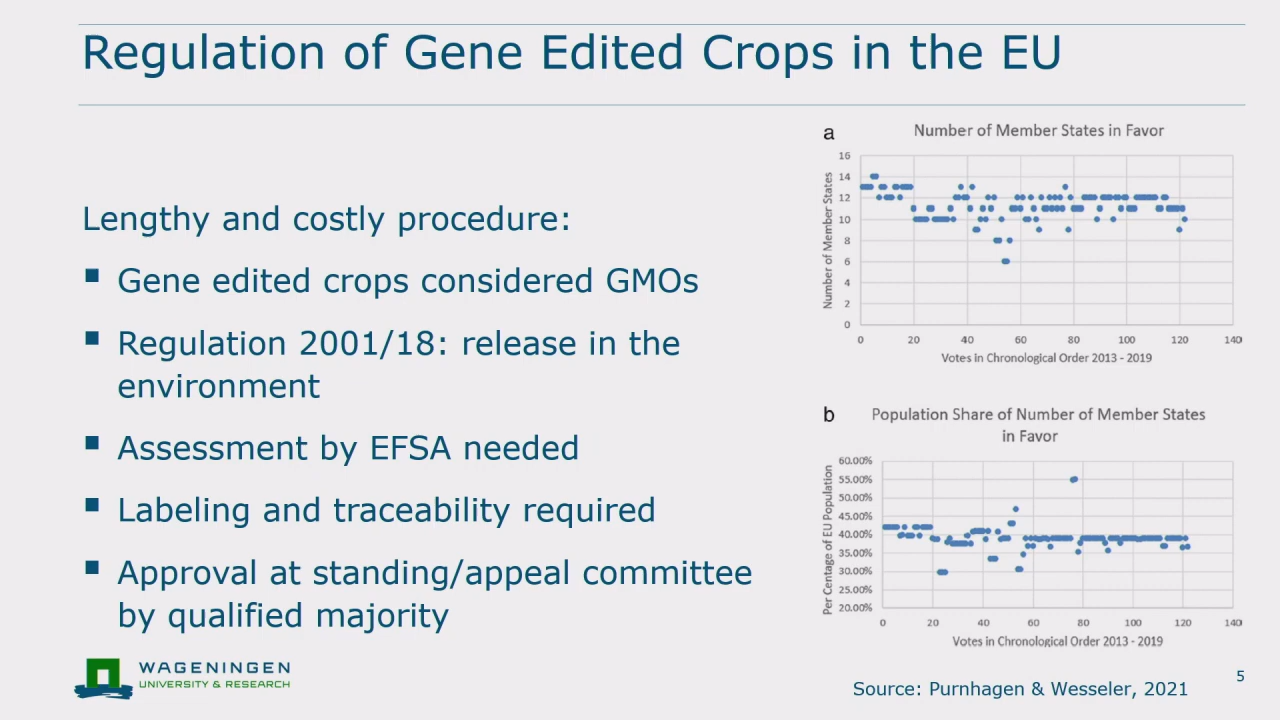 Regulation of Gene Edited Crops in the EU
Lengthy and costly procedure:
Gene edited crops considered GMOs
Regulation 2001/18: release in the
environment
Assessment by EFSA needed
Labeling and traceability required
Approval at standing/appeal committee
by qualified majority
a
Number of Member States in Favor
Number of Member States
16
14
12
10
8
6
4
2
0
0 20 40 60 80 100 120 140
Votes in Chronological Order 2013 - 2019
b
Population Share of Number of Member States
in Favor
Per Centage of EU Population
60.00%
55.00%
50.00%
45.00%
40.00%
35.00%
30.00%
25.00%
20.00%
0 20 40 60 80 100 120 140
Votes in Chronological Order 2013 - 2019
WAGENINGEN
UNIVERSITY & RESEARCH
Source: Purnhagen & Wesseler, 2021
5